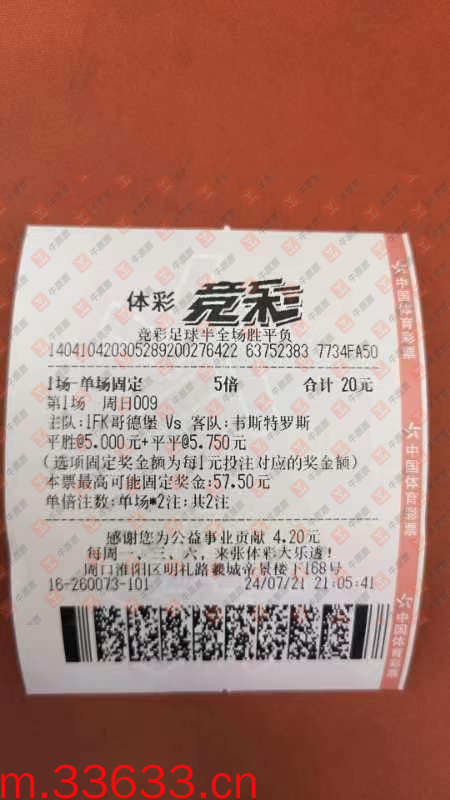 体彩 竞彩
竞彩足球半全场胜平负
140410420305289200276422 63752383 7734FA50
1场-单场固定 5倍 合计 20元
第1场 周日009
主队:IFK哥德堡 Vs 客队:韦斯特罗斯
平胜@5.000元+平平@5.750元
(选项固定奖金额为每1元投注对应的奖金额)
本票最高可能固定奖金:57.50元
单倍注数:单场*2注;共2注
感谢您为公益事业贡献 4.20元
每周一、三、六，来张体彩大乐透！
周口淮阳区明礼路羲城帝景楼下168号
16-260073-101 24/07/21 21:05:41
中国体育彩票
中国体育彩票
中国体育彩票
m.33633.cn